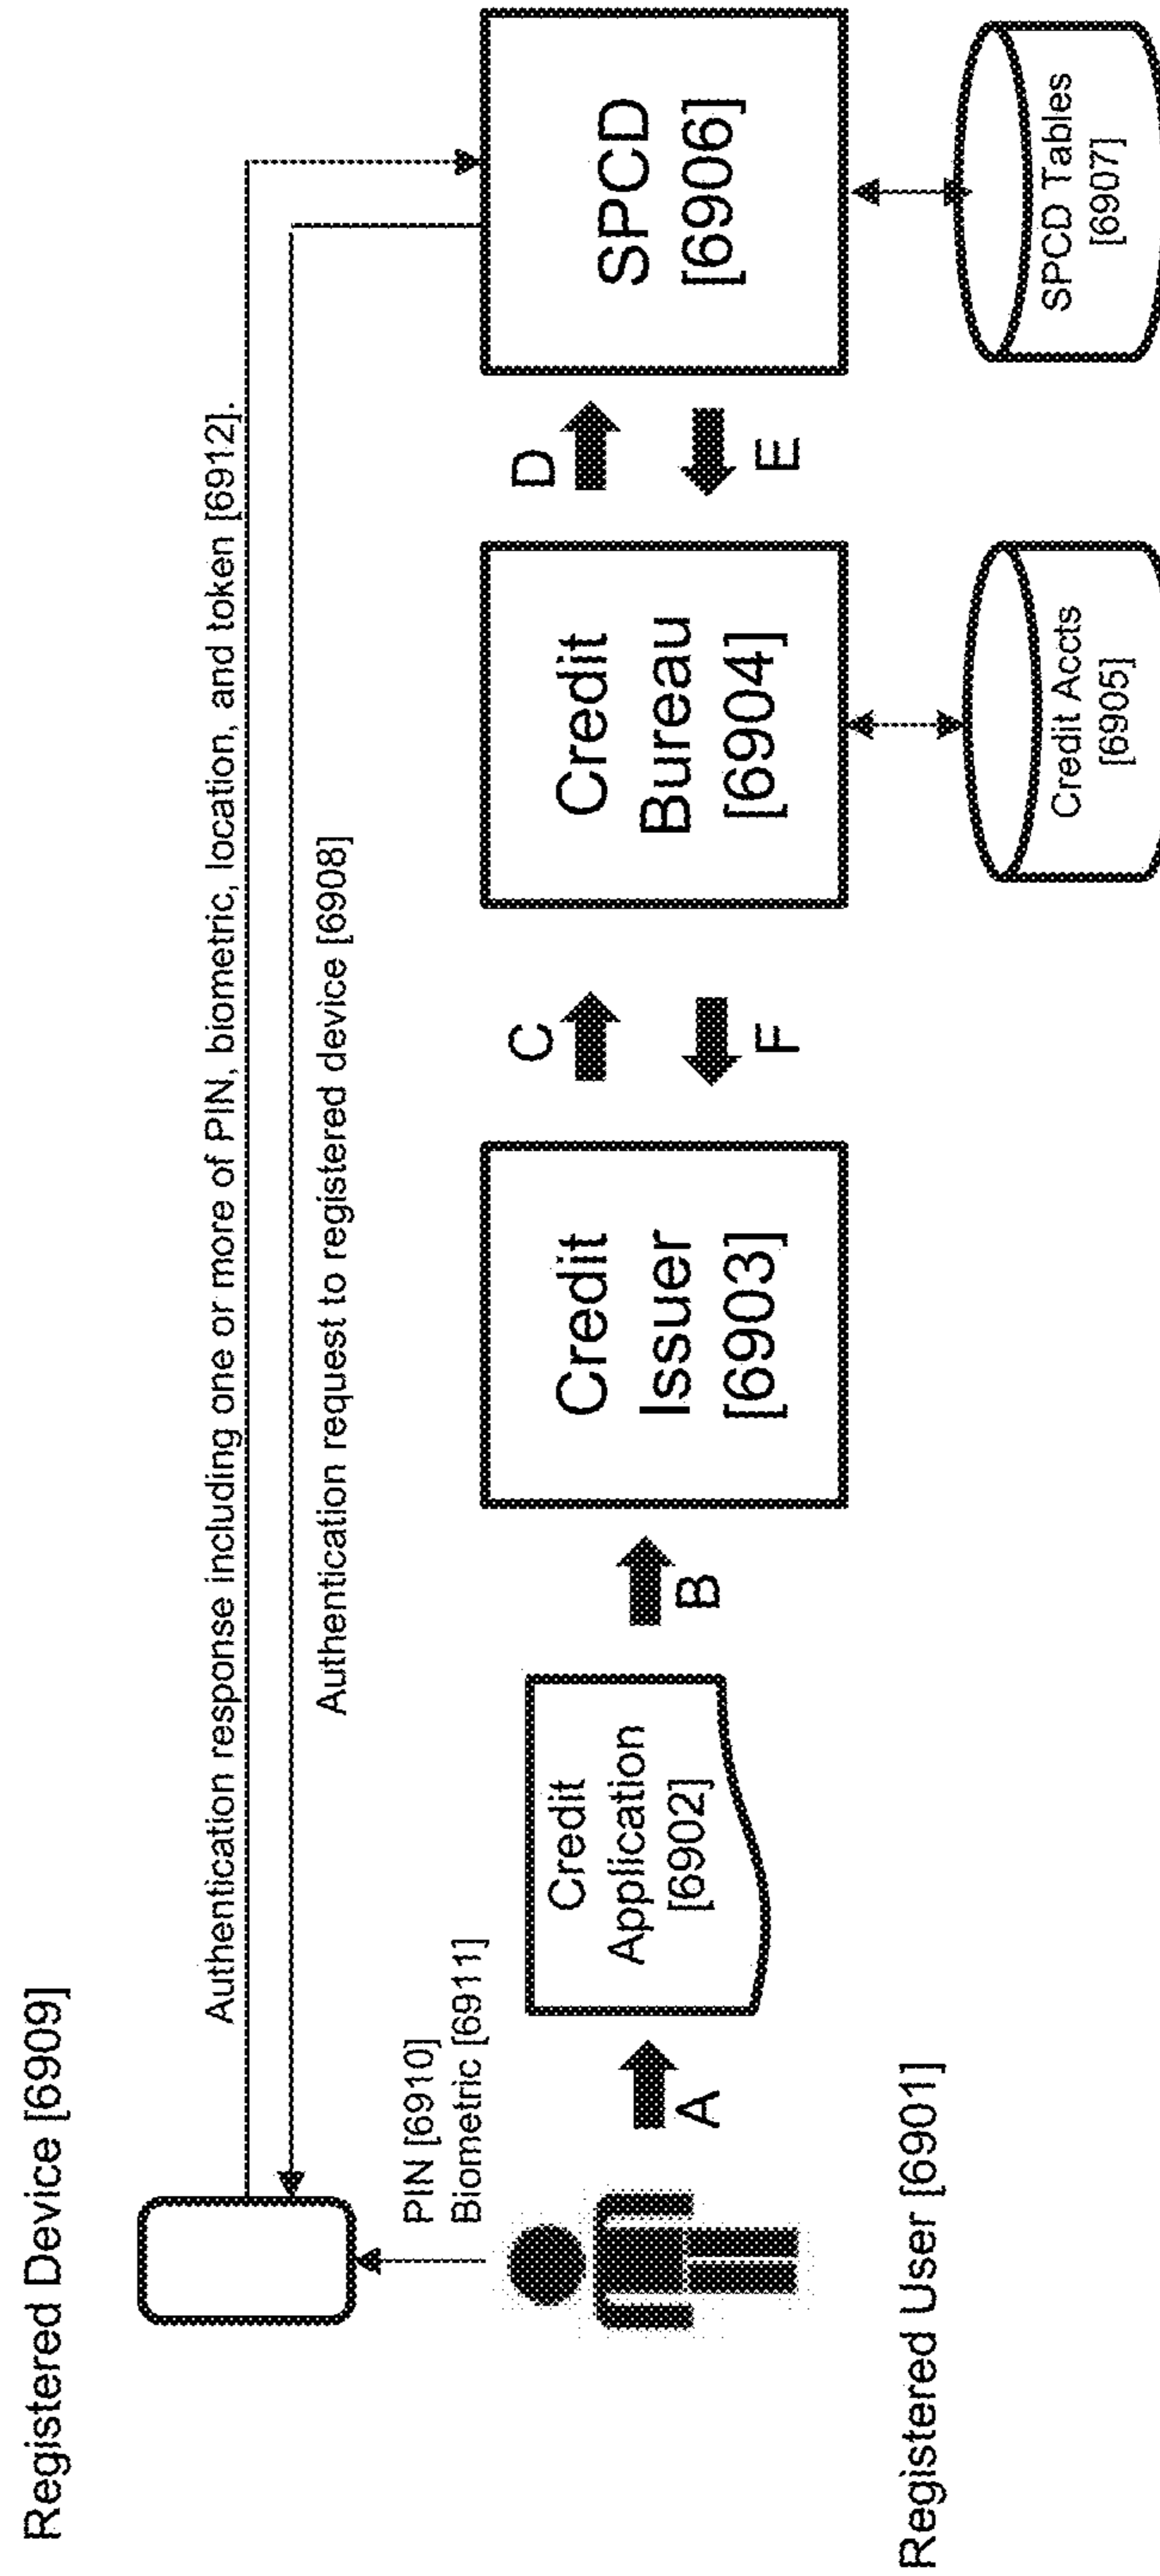 Registered Device [6909]
Authentication response including one or more of PIN, biometric, location, and token [6912].
Authentication request to registered device [6908]
PIN [6910]
Biometric [6911]
Registered User [6901]
A
Credit
Application
[6902]
B
Credit
Issuer
[6903]
C
F
Credit
Bureau
[6904]
Credit Accts
[6905]
D
E
SPCD
[6906]
SPCD Tables
[6907]